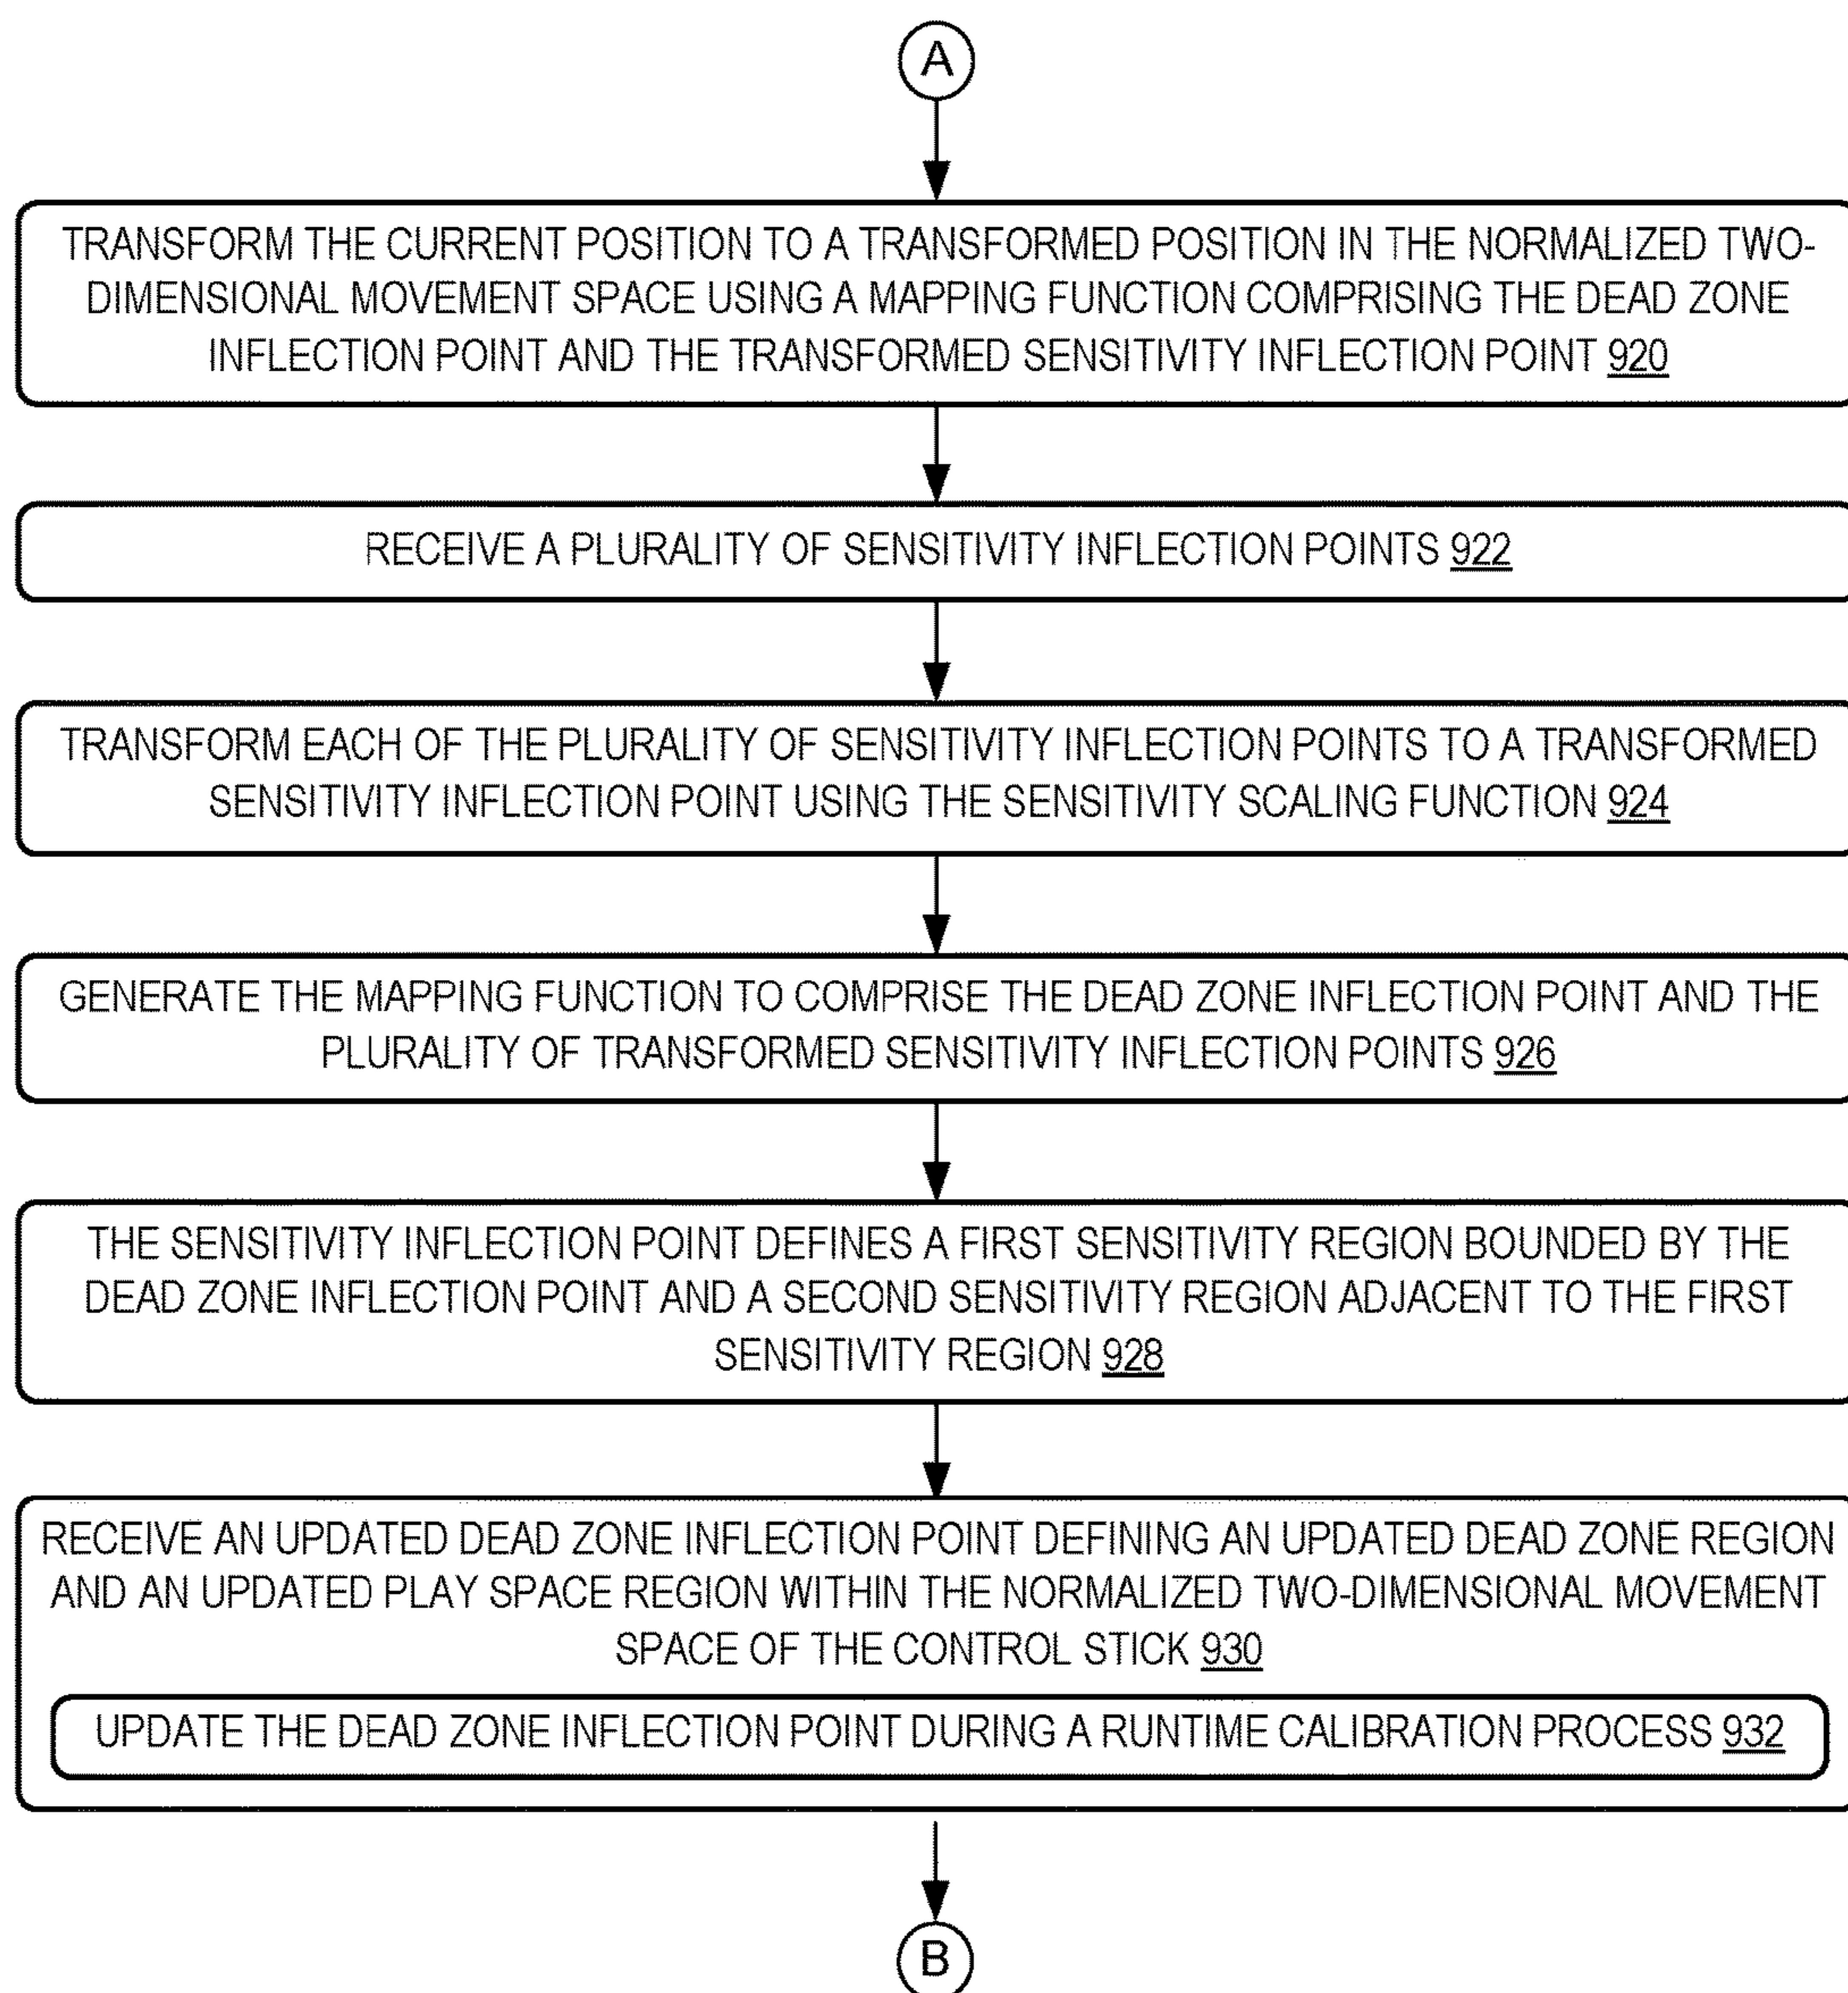 A
TRANSFORM THE CURRENT POSITION TO A TRANSFORMED POSITION IN THE NORMALIZED TWO-
DIMENSIONAL MOVEMENT SPACE USING A MAPPING FUNCTION COMPRISING THE DEAD ZONE
INFLECTION POINT AND THE TRANSFORMED SENSITIVITY INFLECTION POINT 920
RECEIVE A PLURALITY OF SENSITIVITY INFLECTION POINTS 922
TRANSFORM EACH OF THE PLURALITY OF SENSITIVITY INFLECTION POINTS TO A TRANSFORMED
SENSITIVITY INFLECTION POINT USING THE SENSITIVITY SCALING FUNCTION 924
GENERATE THE MAPPING FUNCTION TO COMPRISE THE DEAD ZONE INFLECTION POINT AND THE
PLURALITY OF TRANSFORMED SENSITIVITY INFLECTION POINTS 926
THE SENSITIVITY INFLECTION POINT DEFINES A FIRST SENSITIVITY REGION BOUNDED BY THE
DEAD ZONE INFLECTION POINT AND A SECOND SENSITIVITY REGION ADJACENT TO THE FIRST
SENSITIVITY REGION 928
RECEIVE AN UPDATED DEAD ZONE INFLECTION POINT DEFINING AN UPDATED DEAD ZONE REGION
AND AN UPDATED PLAY SPACE REGION WITHIN THE NORMALIZED TWO-DIMENSIONAL MOVEMENT
SPACE OF THE CONTROL STICK 930
UPDATE THE DEAD ZONE INFLECTION POINT DURING A RUNTIME CALIBRATION PROCESS 932
B